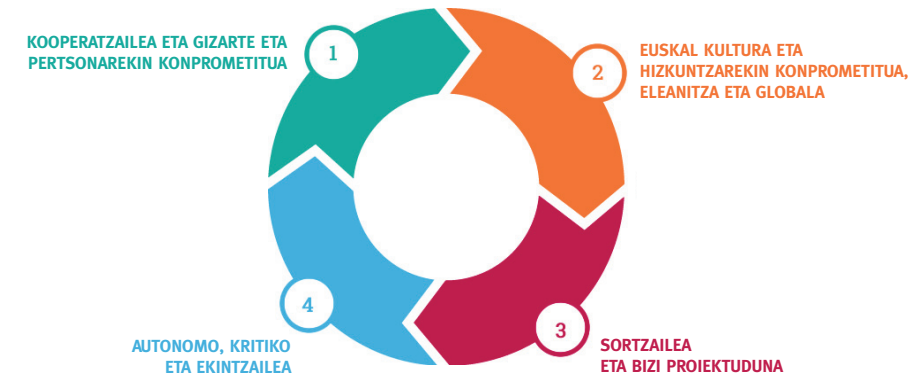 KOOPERATZAILEA ETA GIZARTE ETA
PERTSONAREKIN KONPROMETITUA
1
2
EUSKAL KULTURA ETA
HIZKUNTZAREKIN KONPROMETITUA,
ELEANITZA ETA GLOBALA
3
SORTZAILEA
ETA BIZI PROIEKTUDUNA
4
AUTONOMO, KRITIKO
ETA EKINTZAILEA